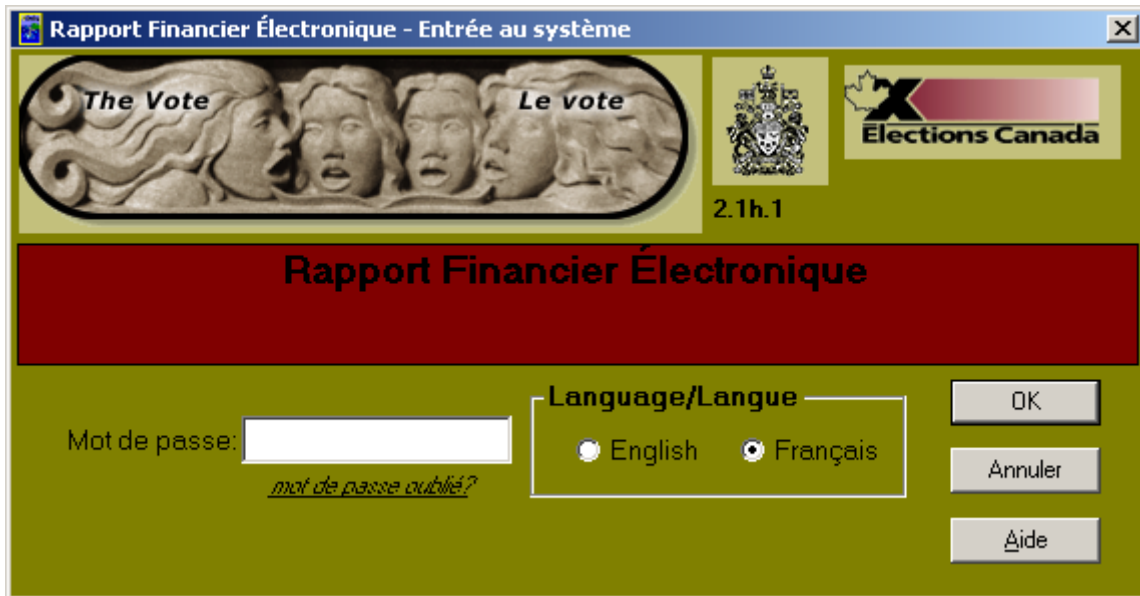 Rapport Financier Électronique - Entrée au système
The Vote
Le vote
Elections Canada
2.1h.1
Rapport Financier Électronique
Language/Langue
OK
Mot de passe:
English
Français
mot de passe oublié?
Annuler
Aide